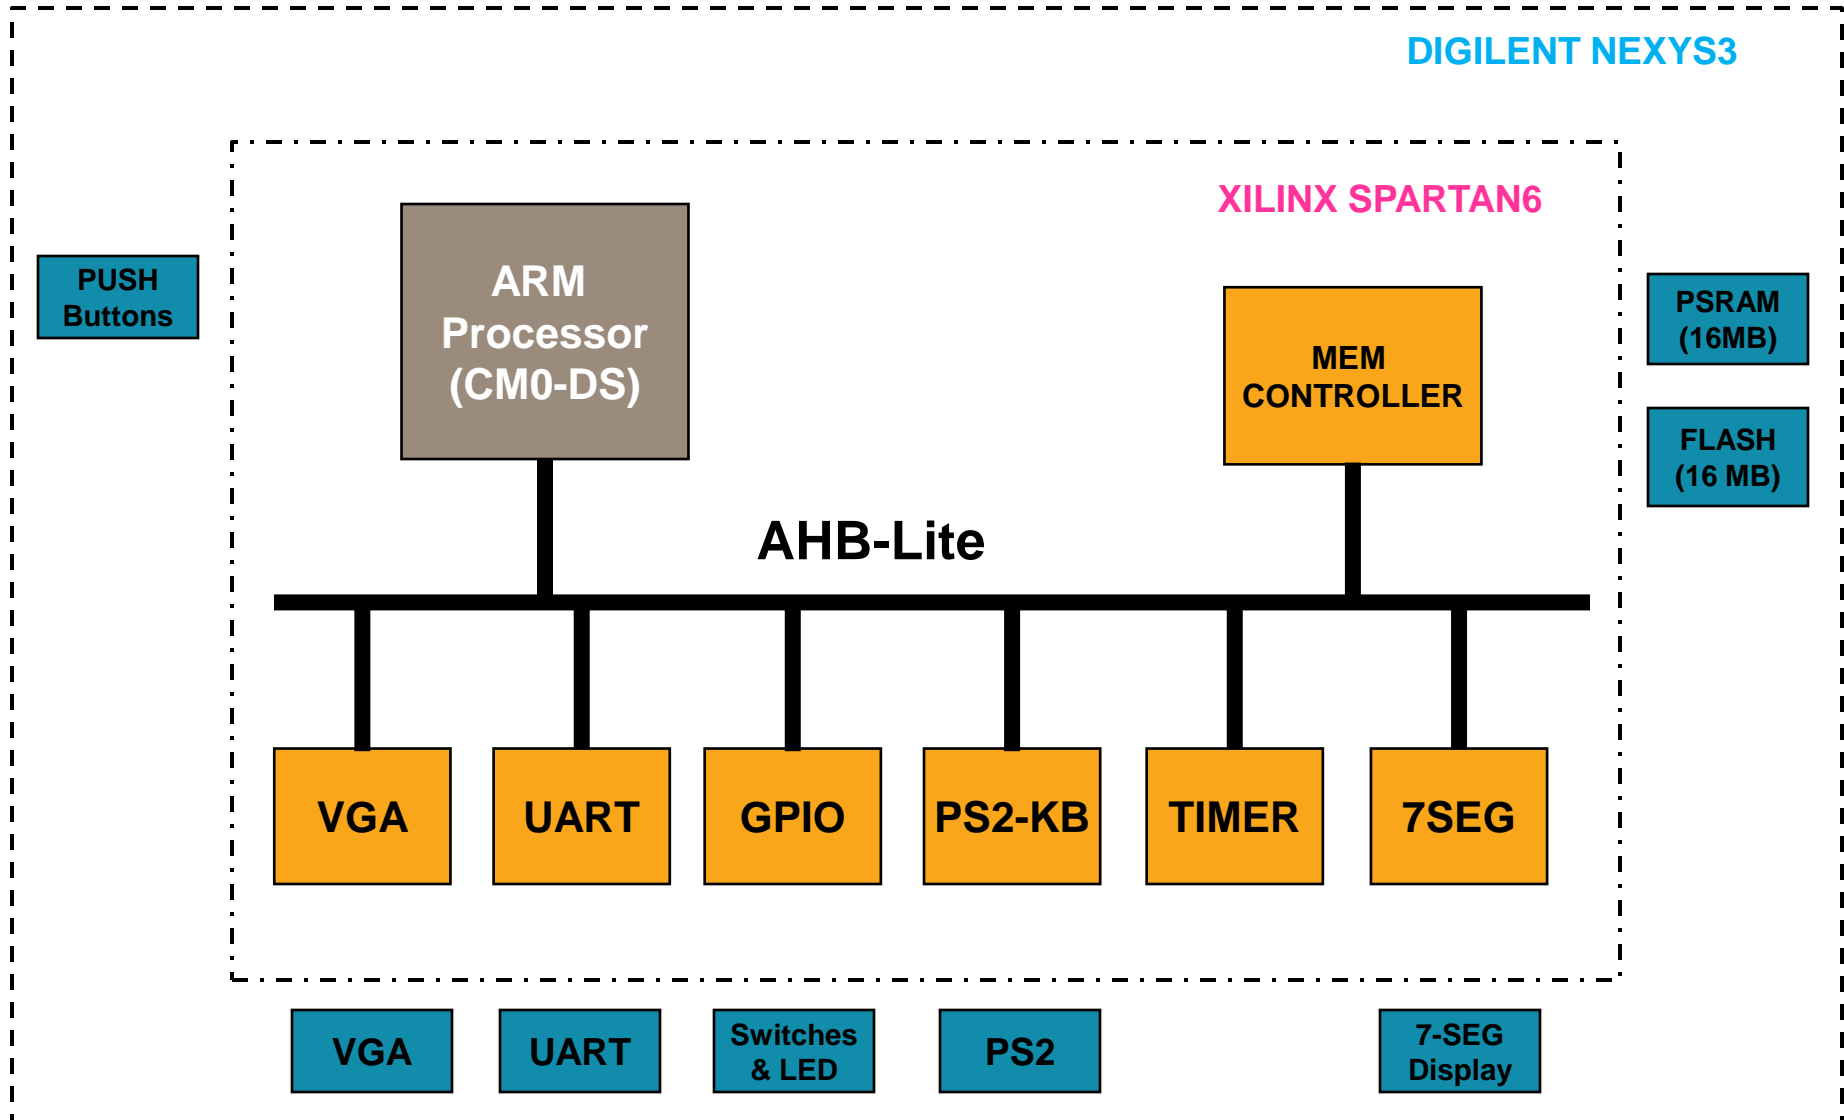 DIGILENT NEXYS3
XILINX SPARTAN6
PUSH
Buttons
ARM
Processor
(CM0-DS)
MEM
CONTROLLER
PSRAM
(16MB)
FLASH
(16 MB)
AHB-Lite
VGA
UART
GPIO
PS2-KB
TIMER
7SEG
VGA
UART
Switches
& LED
PS2
7-SEG
Display